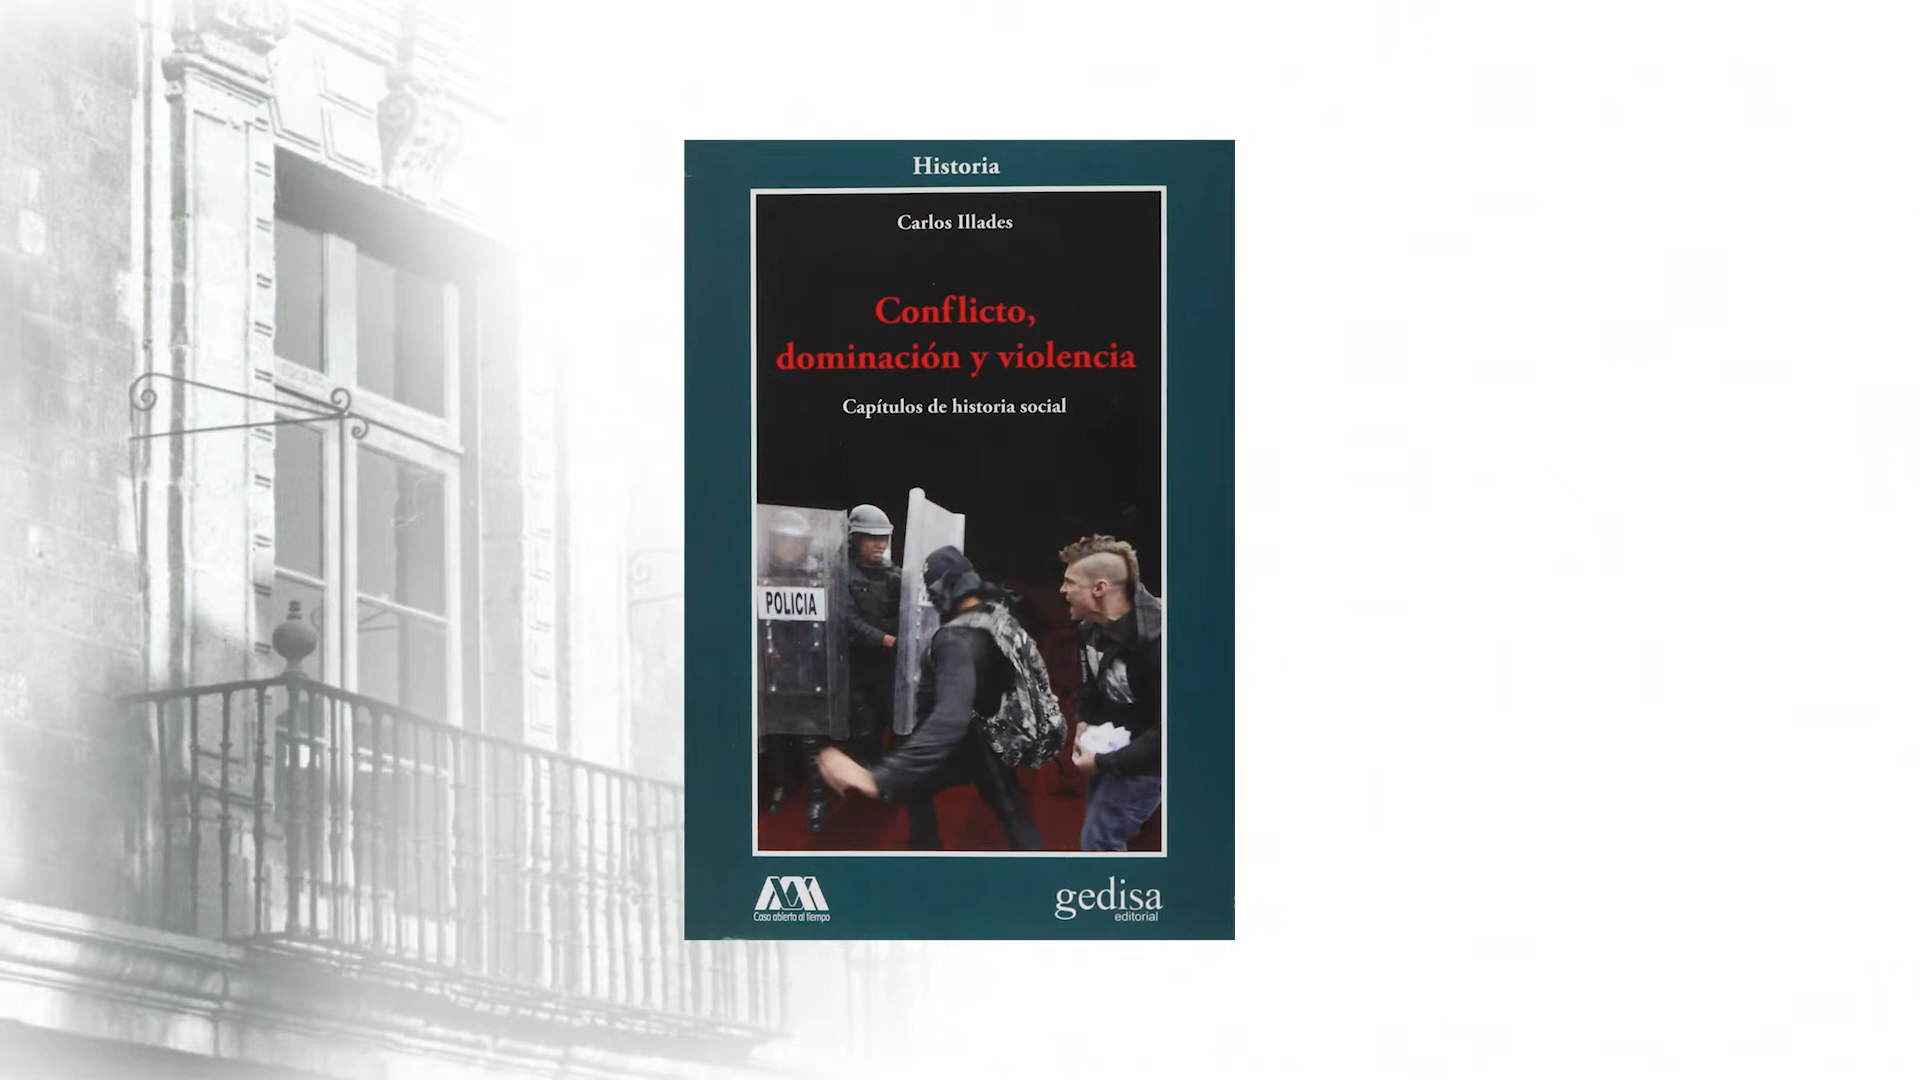 Historia
Carlos Illades
Conflicto,
dominación y violencia
Capítulos de historia social
POLICIA
Casa abierta al tiempo
gedisa
editorial